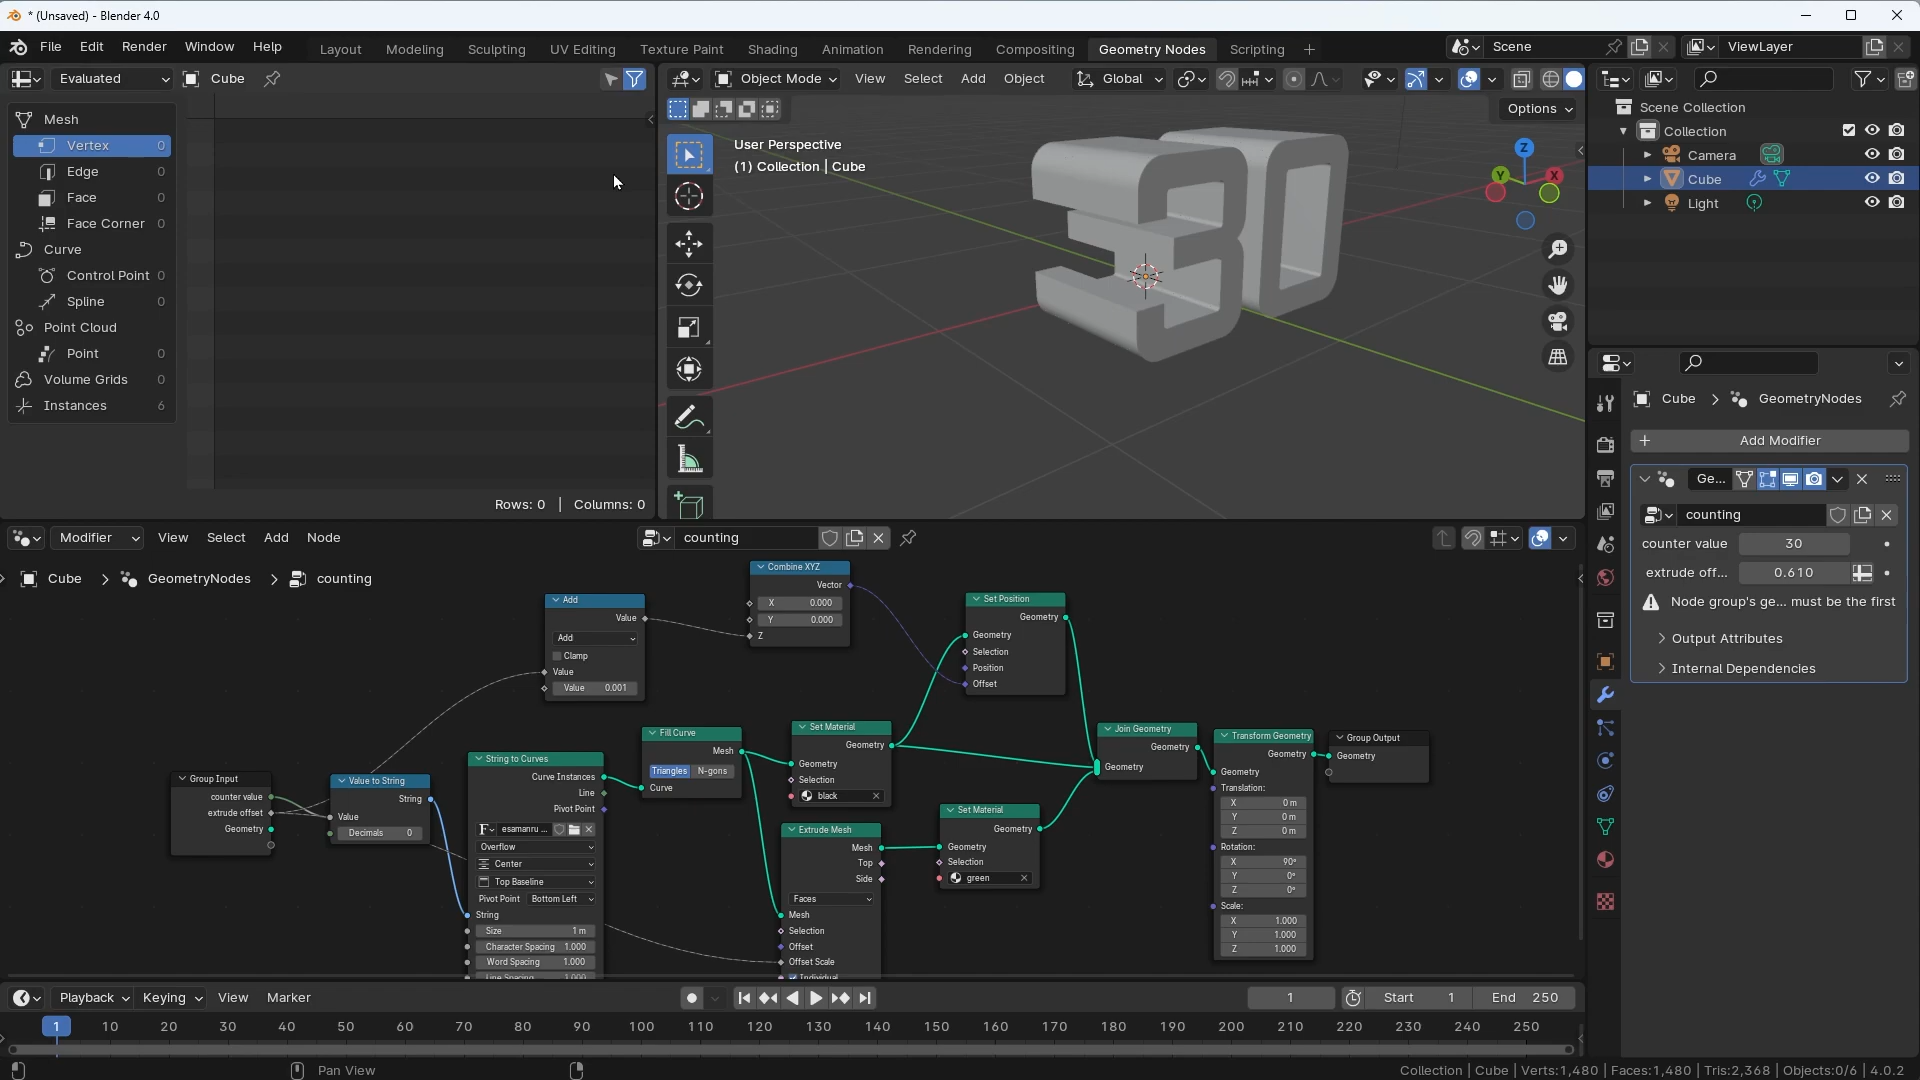 * (Unsaved) - Blender 4.0
File Edit Render Window Help
Layout Modeling Sculpting UV Editing Texture Paint Shading Animation Rendering Compositing Geometry Nodes Scripting +
Scene
ViewLayer
Evaluated
Cube
Object Mode
View Select Add Object
Global
Options
Mesh
Vertex 0
Edge 0
Face 0
Face Corner 0
Curve
Control Point 0
Spline 0
Point Cloud
Point 0
Volume Grids 0
Instances 6
Rows: 0 | Columns: 0
User Perspective
(1) Collection | Cube
30
Z
Y
X
Scene Collection
Collection
Camera
Cube
Light
Cube > GeometryNodes
Add Modifier
Ge...
counting
counter value 30
extrude off... 0.610
Node group's ge... must be the first
Output Attributes
Internal Dependencies
Modifier
View Select Add Node
counting
Cube > GeometryNodes > counting
Group Input
counter value
extrude offset
Geometry
Value to String
String
Value
Decimals 0
Add
Value
Add
Clamp
Value
Value 0.001
Combine XYZ
Vector
X 0.000
Y 0.000
Z
String to Curves
Curve Instances
Line
Pivot Point
esamanru ...
Overflow
Center
Top Baseline
Pivot Point Bottom Left
String
Size 1 m
Character Spacing 1.000
Word Spacing 1.000
Line Spacing 1.000
Fill Curve
Mesh
Triangles N-gons
Curve
Set Material
Geometry
Geometry
Selection
black
Extrude Mesh
Mesh
Top
Side
Faces
Mesh
Selection
Offset
Offset Scale
Individual
Set Position
Geometry
Geometry
Selection
Position
Offset
Set Material
Geometry
Geometry
Selection
green
Join Geometry
Geometry
Geometry
Transform Geometry
Geometry
Geometry
Translation:
X 0 m
Y 0 m
Z 0 m
Rotation:
X 90°
Y 0°
Z 0°
Scale:
X 1.000
Y 1.000
Z 1.000
Group Output
Geometry
Playback Keying View Marker
1
Start 1
End 250
1 10 20 30 40 50 60 70 80 90 100 110 120 130 140 150 160 170 180 190 200 210 220 230 240 250
Pan View
Collection | Cube | Verts:1,480 | Faces:1,480 | Tris:2,368 | Objects:0/6 | 4.0.2